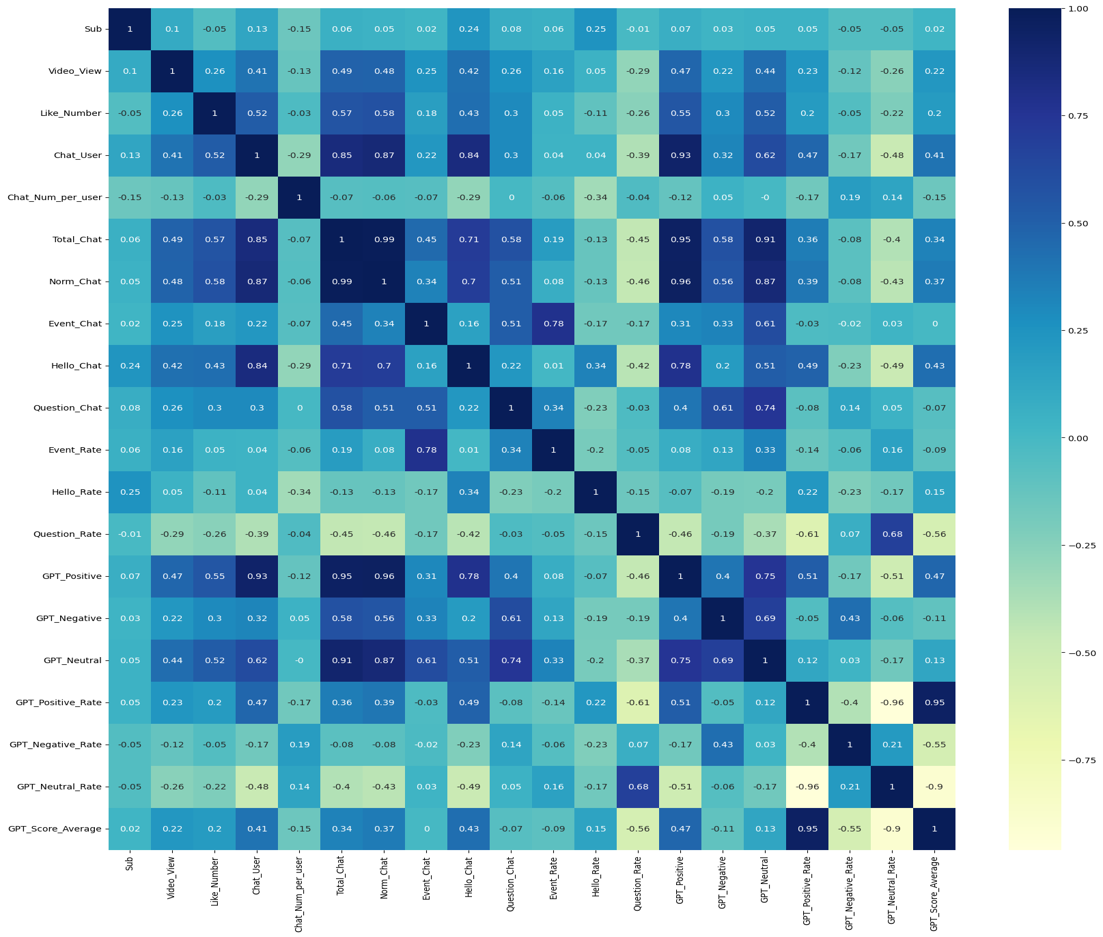 Sub 1 0.1 -0.05 0.13 -0.15 0.06 0.05 0.02 0.24 0.08 0.06 0.25 -0.01 0.07 0.03 0.05 0.05 -0.05 -0.05 0.02
Video_View 0.1 1 0.26 0.41 -0.13 0.49 0.48 0.25 0.42 0.26 0.16 0.05 -0.29 0.47 0.22 0.44 0.23 -0.12 -0.26 0.22
Like_Number -0.05 0.26 1 0.52 -0.03 0.57 0.58 0.18 0.43 0.3 0.05 -0.11 -0.26 0.55 0.3 0.52 0.2 -0.05 -0.22 0.2
Chat_User 0.13 0.41 0.52 1 -0.29 0.85 0.87 0.22 0.84 0.3 0.04 0.04 -0.39 0.93 0.32 0.62 0.47 -0.17 -0.48 0.41
Chat_Num_per_user -0.15 -0.13 -0.03 -0.29 1 -0.07 -0.06 -0.07 -0.29 0 -0.06 -0.34 -0.04 -0.12 0.05 -0 -0.17 0.19 0.14 -0.15
Total_Chat 0.06 0.49 0.57 0.85 -0.07 1 0.99 0.45 0.71 0.58 0.19 -0.13 -0.45 0.95 0.58 0.91 0.36 -0.08 -0.4 0.34
Norm_Chat 0.05 0.48 0.58 0.87 -0.06 0.99 1 0.34 0.7 0.51 0.08 -0.13 -0.46 0.96 0.56 0.87 0.39 -0.08 -0.43 0.37
Event_Chat 0.02 0.25 0.18 0.22 -0.07 0.45 0.34 1 0.16 0.51 0.78 -0.17 -0.17 0.31 0.33 0.61 -0.03 -0.02 0.03 0
Hello_Chat 0.24 0.42 0.43 0.84 -0.29 0.71 0.7 0.16 1 0.22 0.01 0.34 -0.42 0.78 0.2 0.51 0.49 -0.23 -0.49 0.43
Question_Chat 0.08 0.26 0.3 0.3 0 0.58 0.51 0.51 0.22 1 0.34 -0.23 -0.03 0.4 0.61 0.74 -0.08 0.14 0.05 -0.07
Event_Rate 0.06 0.16 0.05 0.04 -0.06 0.19 0.08 0.78 0.01 0.34 1 -0.2 -0.05 0.08 0.13 0.33 -0.14 -0.06 0.16 -0.09
Hello_Rate 0.25 0.05 -0.11 0.04 -0.34 -0.13 -0.13 -0.17 0.34 -0.23 -0.2 1 -0.15 -0.07 -0.19 -0.2 0.22 -0.23 -0.17 0.15
Question_Rate -0.01 -0.29 -0.26 -0.39 -0.04 -0.45 -0.46 -0.17 -0.42 -0.03 -0.05 -0.15 1 -0.46 -0.19 -0.37 -0.61 0.07 0.68 -0.56
GPT_Positive 0.07 0.47 0.55 0.93 -0.12 0.95 0.96 0.31 0.78 0.4 0.08 -0.07 -0.46 1 0.4 0.75 0.51 -0.17 -0.51 0.47
GPT_Negative 0.03 0.22 0.3 0.32 0.05 0.58 0.56 0.33 0.2 0.61 0.13 -0.19 -0.19 0.4 1 0.69 -0.05 0.43 -0.06 -0.11
GPT_Neutral 0.05 0.44 0.52 0.62 -0 0.91 0.87 0.61 0.51 0.74 0.33 -0.2 -0.37 0.75 0.69 1 0.12 0.03 -0.17 0.13
GPT_Positive_Rate 0.05 0.23 0.2 0.47 -0.17 0.36 0.39 -0.03 0.49 -0.08 -0.14 0.22 -0.61 0.51 -0.05 0.12 1 -0.4 -0.96 0.95
GPT_Negative_Rate -0.05 -0.12 -0.05 -0.17 0.19 -0.08 -0.08 -0.02 -0.23 0.14 -0.06 -0.23 0.07 -0.17 0.43 0.03 -0.4 1 0.21 -0.55
GPT_Neutral_Rate -0.05 -0.26 -0.22 -0.48 0.14 -0.4 -0.43 0.03 -0.49 0.05 0.16 -0.17 0.68 -0.51 -0.06 -0.17 -0.96 0.21 1 -0.9
GPT_Score_Average 0.02 0.22 0.2 0.41 -0.15 0.34 0.37 0 0.43 -0.07 -0.09 0.15 -0.56 0.47 -0.11 0.13 0.95 -0.55 -0.9 1
Sub
Video_View
Like_Number
Chat_User
Chat_Num_per_user
Total_Chat
Norm_Chat
Event_Chat
Hello_Chat
Question_Chat
Event_Rate
Hello_Rate
Question_Rate
GPT_Positive
GPT_Negative
GPT_Neutral
GPT_Positive_Rate
GPT_Negative_Rate
GPT_Neutral_Rate
GPT_Score_Average
1.00
0.75
0.50
0.25
0.00
−0.25
−0.50
−0.75